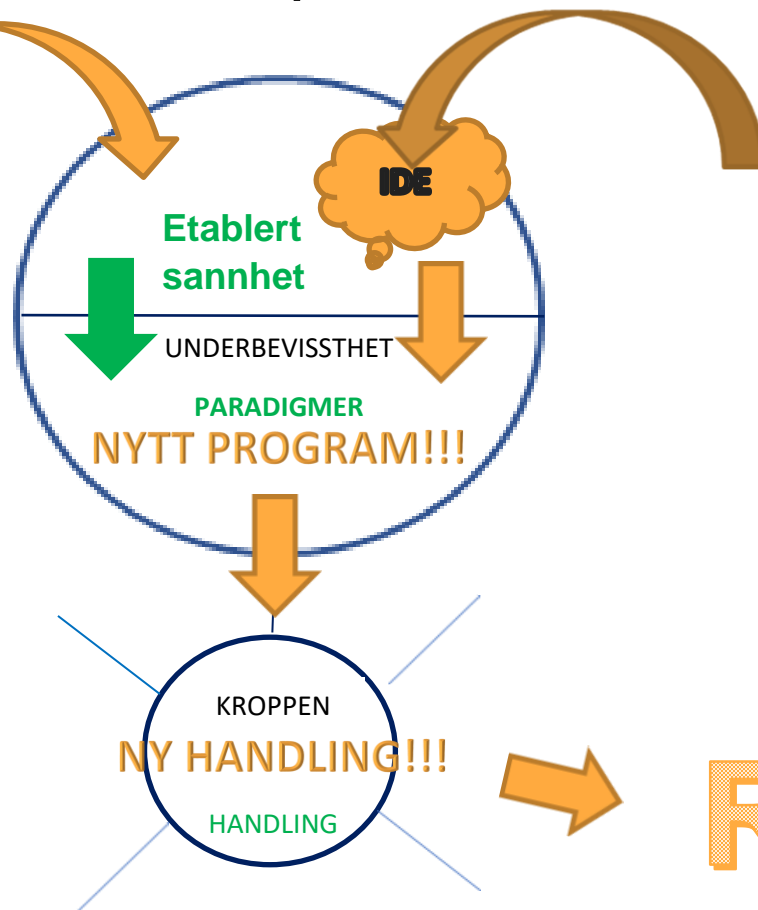 IDE
Etablert
sannhet
UNDERBEVISSTHET
PARADIGMER
NYTT PROGRAM!!!
KROPPEN
NY HANDLING!!!
HANDLING
R